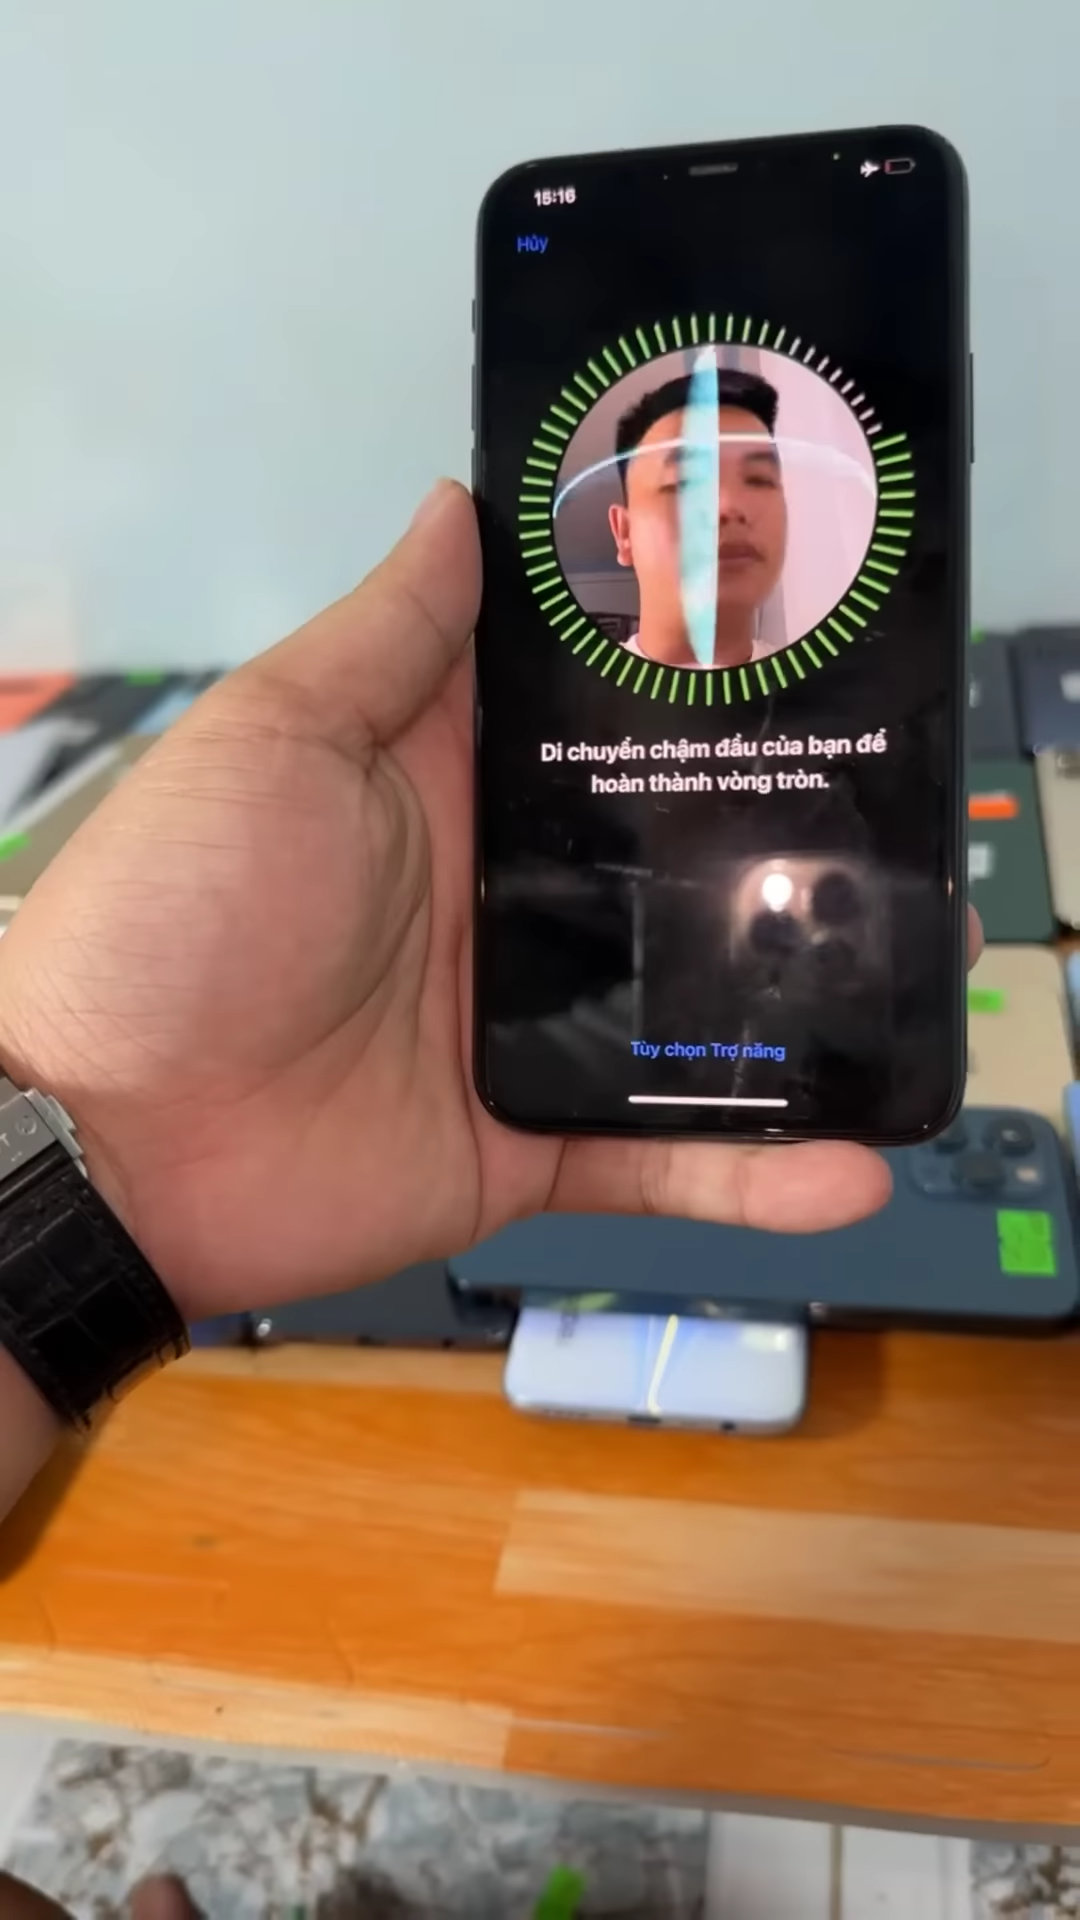 15:16
Hủy
Di chuyển chậm đầu của bạn để
hoàn thành vòng tròn.
Tùy chọn Trợ năng